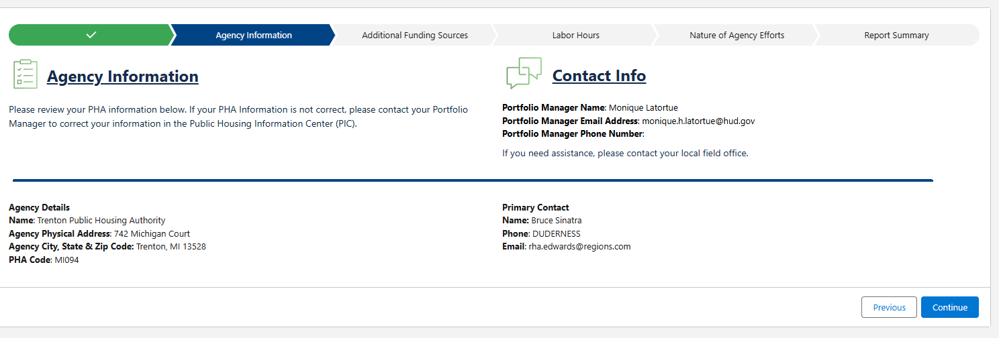 Agency Information
Additional Funding Sources
Labor Hours
Nature of Agency Efforts
Report Summary
Agency Information
Please review your PHA information below. If your PHA Information is not correct, please contact your Portfolio
Manager to correct your information in the Public Housing Information Center (PIC).
Contact Info
Portfolio Manager Name: Monique Latortue
Portfolio Manager Email Address: monique.h.latortue@hud.gov
Portfolio Manager Phone Number:
If you need assistance, please contact your local field office.
Agency Details
Name: Trenton Public Housing Authority
Agency Physical Address: 742 Michigan Court
Agency City, State & Zip Code: Trenton, MI 13528
PHA Code: MI094
Primary Contact
Name: Bruce Sinatra
Phone: DUDERNESS
Email: rha.edwards@regions.com
Previous
Continue